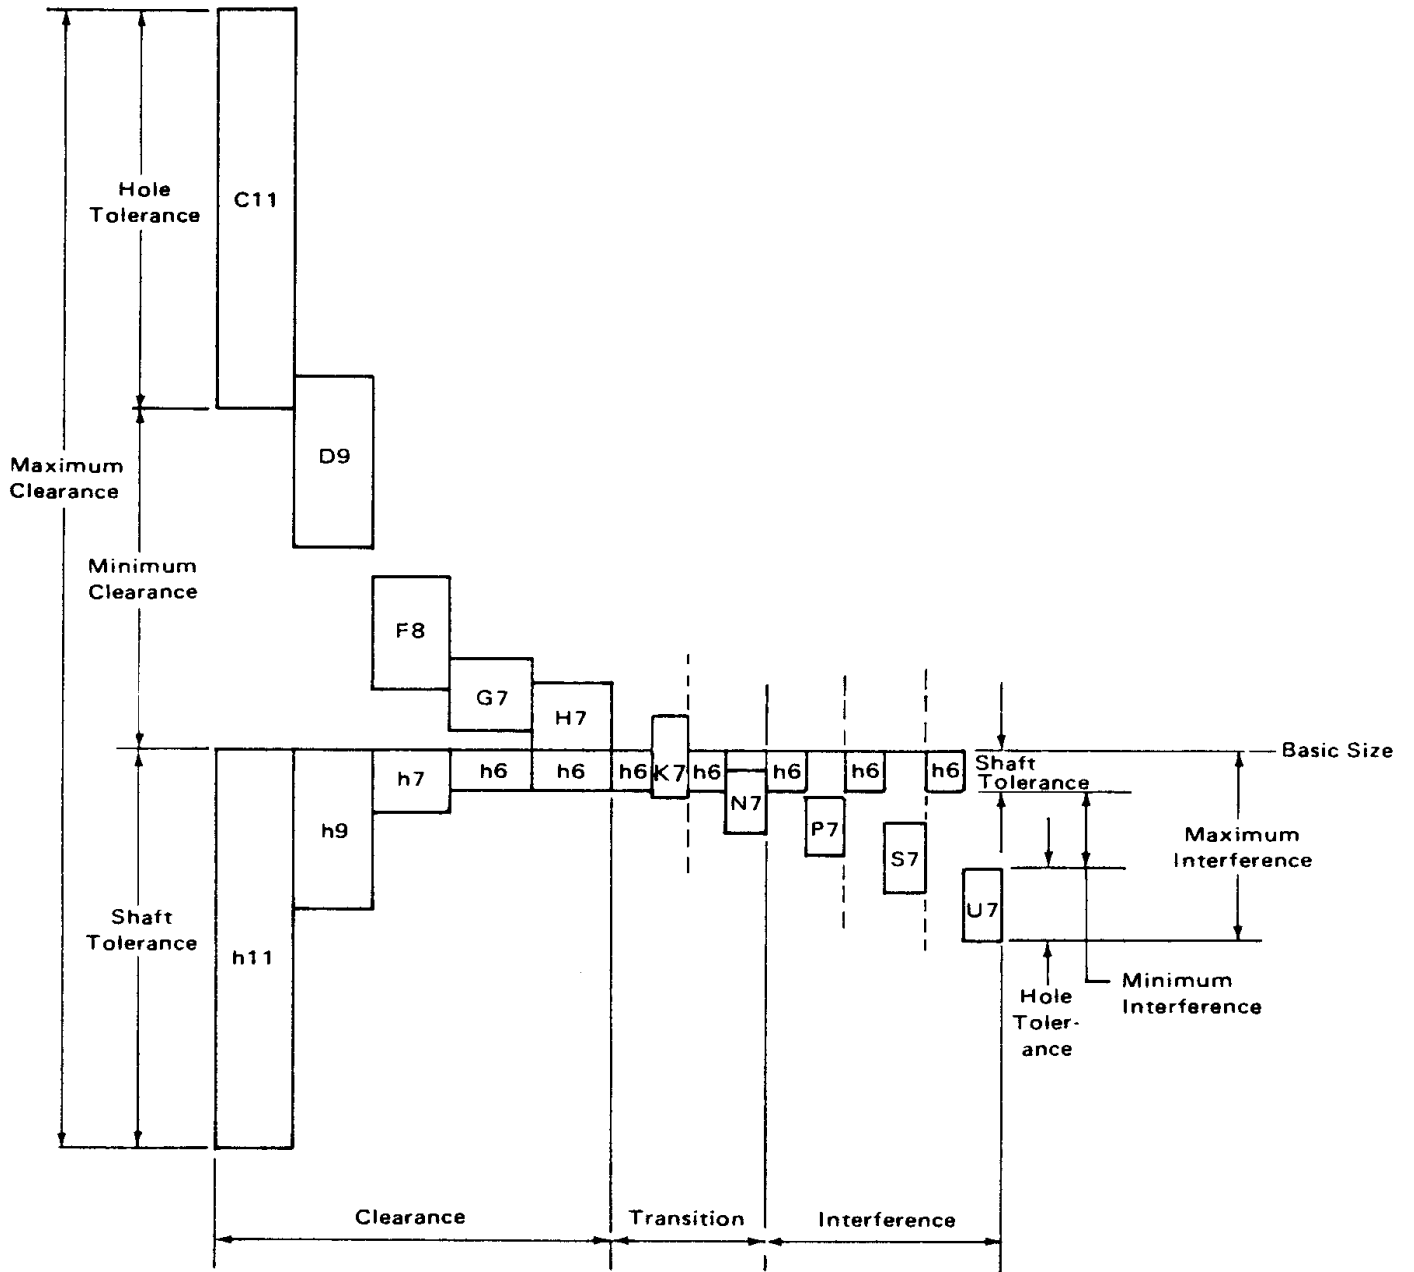 C11
Hole
Tolerance
D9
Maximum
Clearance
Minimum
Clearance
F8
G7
H7
h11
h9
h7
h6
h6
h6
K7
h6
N7
h6
P7
h6
S7
h6
U7
Shaft
Tolerance
Basic Size
Maximum
Interference
Shaft
Tolerance
Minimum
Interference
Hole
Toler-
ance
Clearance
Transition
Interference